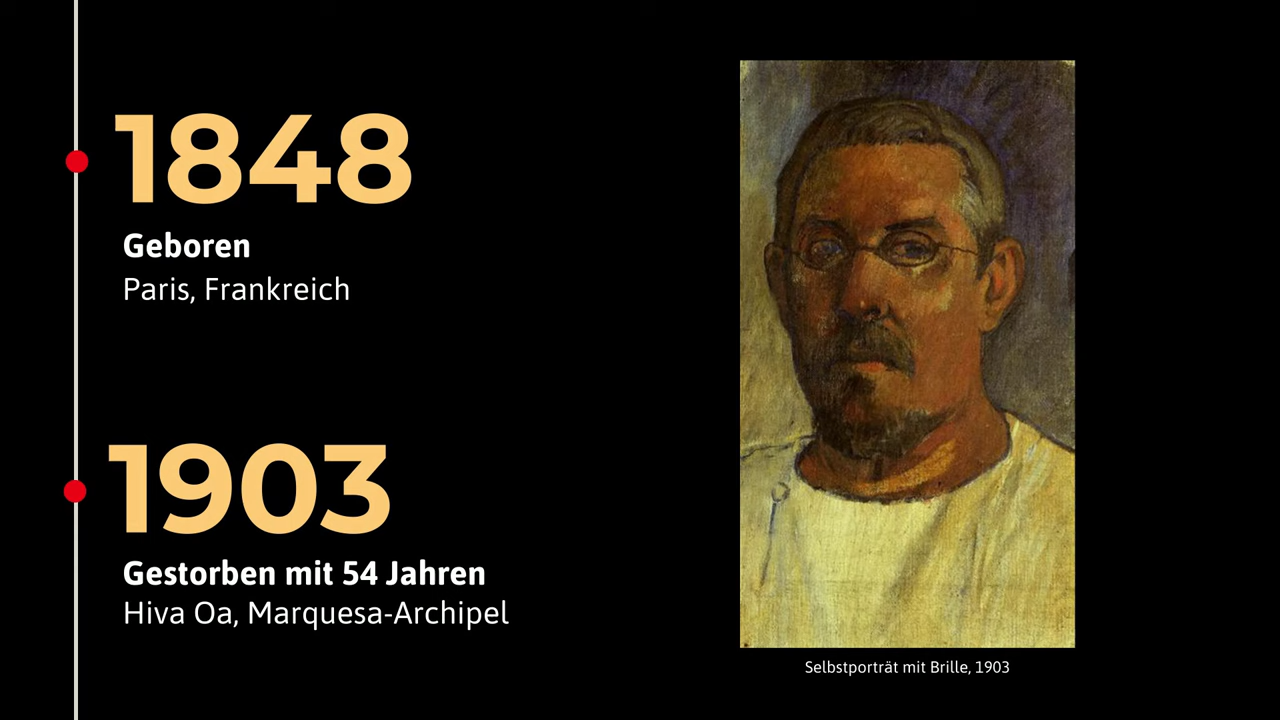 1848
Geboren
Paris, Frankreich
1903
Gestorben mit 54 Jahren
Hiva Oa, Marquesa-Archipel
Selbstporträt mit Brille, 1903